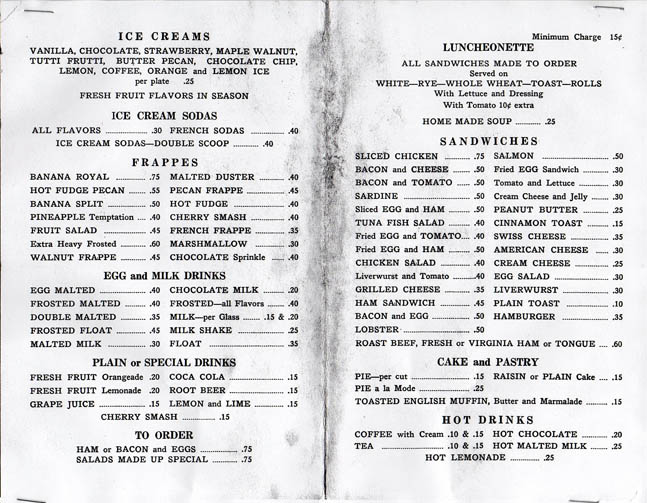 ICE CREAMS
VANILLA, CHOCOLATE, STRAWBERRY, MAPLE WALNUT,
TUTTI FRUTTI, BUTTER PECAN, CHOCOLATE CHIP,
LEMON, COFFEE, ORANGE and LEMON ICE
per plate .25
FRESH FRUIT FLAVORS IN SEASON
ICE CREAM SODAS
ALL FLAVORS .................... .30 FRENCH SODAS ............... .40
ICE CREAM SODAS—DOUBLE SCOOP ........... .40
FRAPPES
BANANA ROYAL .......... .75 MALTED DUSTER .......... .40
HOT FUDGE PECAN ...... .55 PECAN FRAPPE ............ .45
BANANA SPLIT ............ .50 HOT FUDGE ................ .40
PINEAPPLE Temptation .... .40 CHERRY SMASH .......... .40
FRUIT SALAD .............. .45 FRENCH FRAPPE .......... .35
Extra Heavy Frosted ........ .60 MARSHMALLOW .......... .30
WALNUT FRAPPE .......... .45 CHOCOLATE Sprinkle ..... .40
EGG and MILK DRINKS
EGG MALTED .............. .40 CHOCOLATE MILK ........ .20
FROSTED MALTED ........ .40 FROSTED—all Flavors ...... .40
DOUBLE MALTED .......... .35 MILK—per Glass ...... .15 & .20
FROSTED FLOAT .......... .45 MILK SHAKE .............. .25
MALTED MILK ............ .30 FLOAT .................... .35
PLAIN or SPECIAL DRINKS
FRESH FRUIT Orangeade .20 COCA COLA ................ .15
FRESH FRUIT Lemonade .20 ROOT BEER ................ .15
GRAPE JUICE ................ .15 LEMON and LIME .......... .15
CHERRY SMASH ............ .15
TO ORDER
HAM or BACON and EGGS ............ .75
SALADS MADE UP SPECIAL .......... .75
Minimum Charge 15¢
LUNCHEONETTE
ALL SANDWICHES MADE TO ORDER
Served on
WHITE—RYE—WHOLE WHEAT—TOAST—ROLLS
With Lettuce and Dressing
With Tomato 10¢ extra
HOME MADE SOUP .......... .25
SANDWICHES
SLICED CHICKEN .......... .75 SALMON .................... .50
BACON and CHEESE ........ .50 Fried EGG Sandwich .......... .30
BACON and TOMATO ...... .50 Tomato and Lettuce .......... .30
SARDINE .................... .50 Cream Cheese and Jelly ...... .30
Sliced EGG and HAM ........ .50 PEANUT BUTTER .......... .25
TUNA FISH SALAD .......... .40 CINNAMON TOAST .......... .15
Fried EGG and TOMATO.... .40 SWISS CHEESE .............. .35
Fried EGG and HAM ........ .50 AMERICAN CHEESE ...... .30
CHICKEN SALAD ............ .40 CREAM CHEESE .............. .25
Liverwurst and Tomato ........ .40 EGG SALAD .................. .30
GRILLED CHEESE .......... .35 LIVERWURST ................ .30
HAM SANDWICH ............ .45 PLAIN TOAST .............. .10
BACON and EGG ............ .50 HAMBURGER ................ .35
LOBSTER .................... .50
ROAST BEEF, FRESH or VIRGINIA HAM or TONGUE .... .60
CAKE and PASTRY
PIE—per cut .................... .15 RAISIN or PLAIN Cake .... .15
PIE a la Mode .................... .25
TOASTED ENGLISH MUFFIN, Butter and Marmalade ........ .15
HOT DRINKS
COFFEE with Cream .10 & .15 HOT CHOCOLATE .......... .20
TEA .................... .10 & .15 HOT MALTED MILK ........ .25
HOT LEMONADE .......... .25